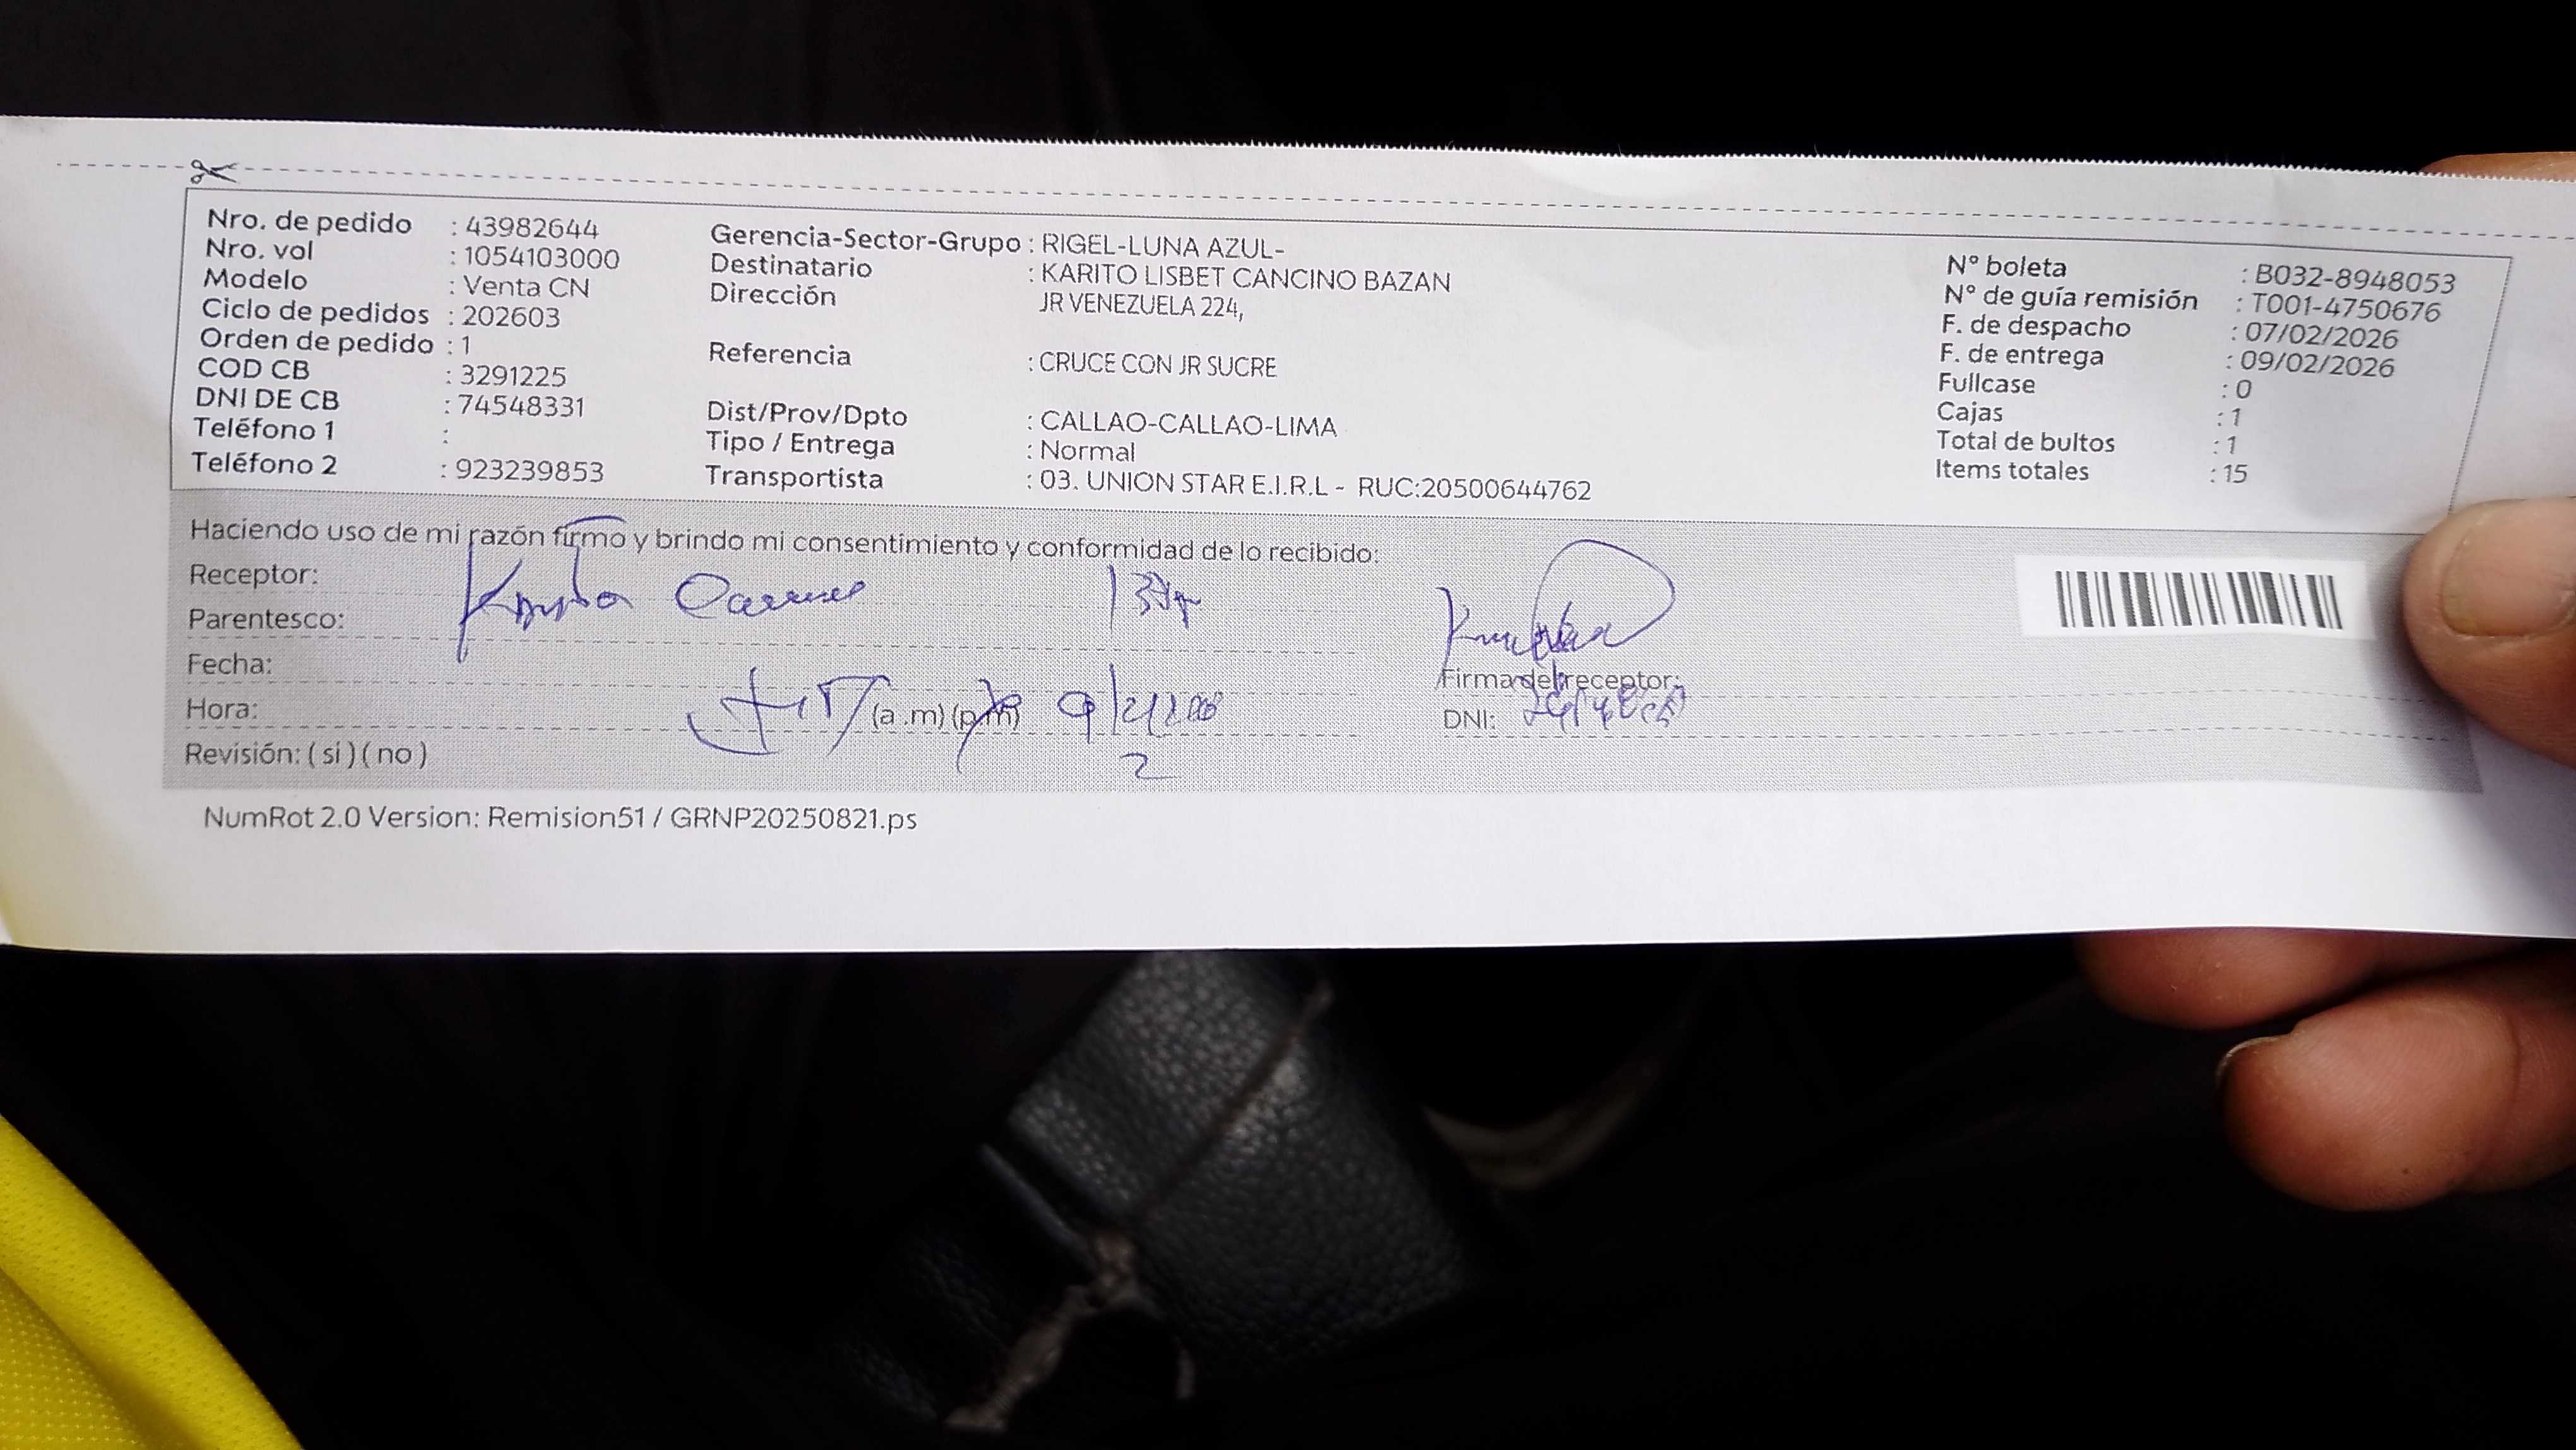 Nro. de pedido : 43982644
Nro. vol : 1054103000
Modelo : Venta CN
Ciclo de pedidos : 202603
Orden de pedido : 1
COD CB : 3291225
DNI DE CB : 74548331
Teléfono 1 :
Teléfono 2 : 923239853
Gerencia-Sector-Grupo : RIGEL-LUNA AZUL-
Destinatario : KARITO LISBET CANCINO BAZAN
Dirección JR VENEZUELA 224,
Referencia : CRUCE CON JR SUCRE
Dist/Prov/Dpto : CALLAO-CALLAO-LIMA
Tipo / Entrega : Normal
Transportista : 03. UNION STAR E.I.R.L - RUC:20500644762
N° boleta : B032-8948053
N° de guía remisión : T001-4750676
F. de despacho : 07/02/2026
F. de entrega : 09/02/2026
Fullcase : 0
Cajas : 1
Total de bultos : 1
Items totales : 15
Haciendo uso de mi razón firmo y brindo mi consentimiento y conformidad de lo recibido:
Receptor:
Parentesco:
Fecha:
Hora: (a .m) (p.m)
Revisión: ( si ) ( no )
Firma del receptor:
DNI:
NumRot 2.0 Version: Remision51 / GRNP20250821.ps